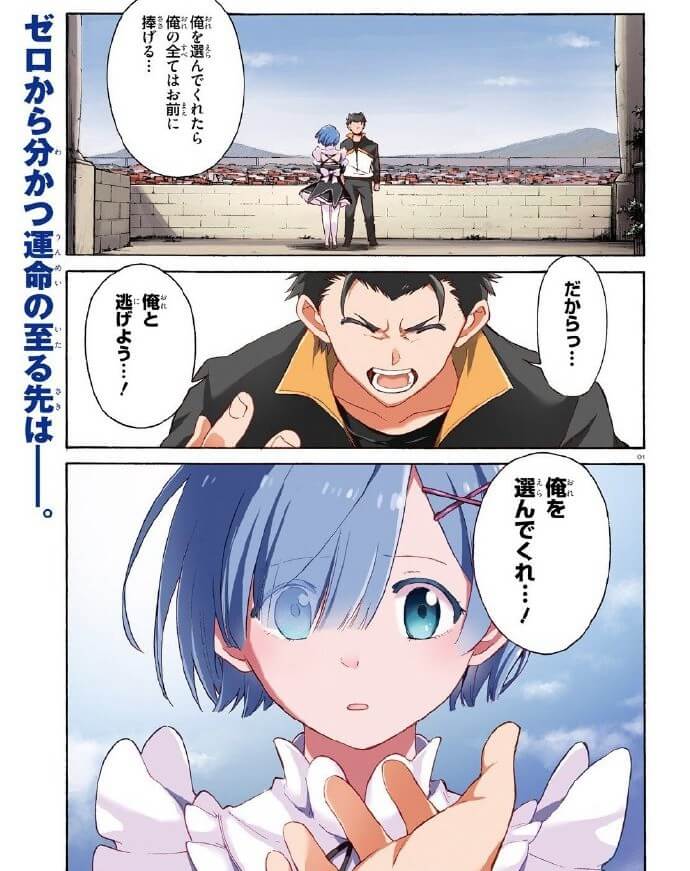 ゼロから分かつ運命の至る先は――。
俺を選んでくれたら
俺の全てはお前に
捧げる…
だからっ…
俺と
逃げよう…！
01
俺を
選んでくれ…！